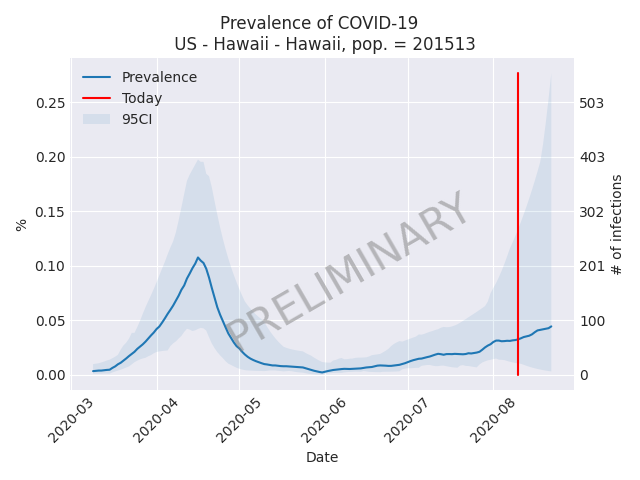 Prevalence of COVID-19
US - Hawaii - Hawaii, pop. = 201513
Prevalence
Today
95CI
PRELIMINARY
%
0.25
0.20
0.15
0.10
0.05
0.00
503
403
302
201
100
0
# of infections
2020-03
2020-04
2020-05
2020-06
2020-07
2020-08
Date